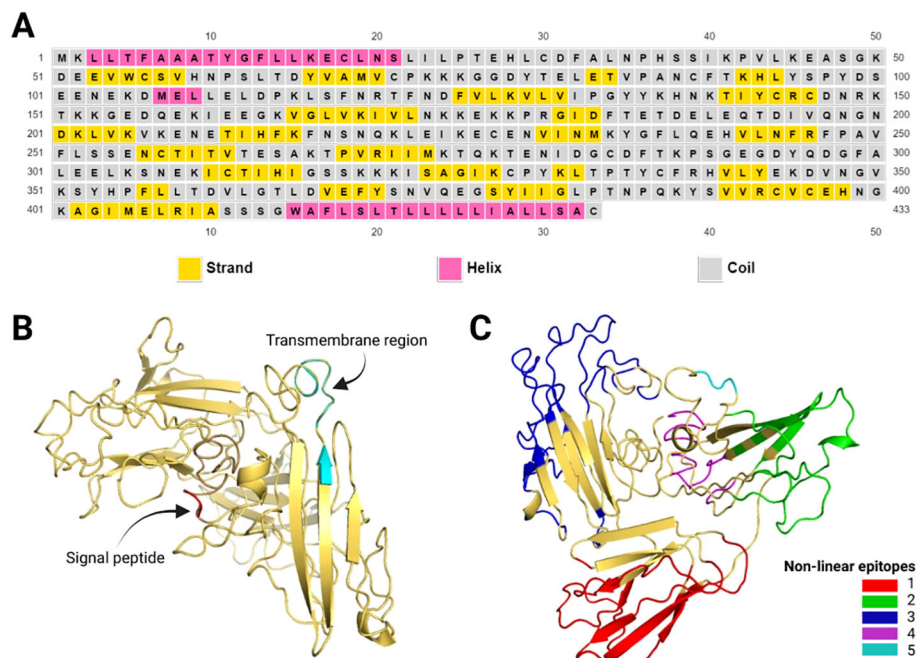 A
10 20 30 40 50
1 M K L L T F A A A T Y G F L L K E C L N S L I L P T E H L C D F A L N P H S S I K P V L K E A S G K 50
51 D E E V W C S V H N P S L T D Y V A M V C P K K K G G D Y T E L E T V P A N C F T K H L Y S P Y D S 100
101 E E N E K D M E L L E L D P K L S F N R T F N D F V L K V L V I P G Y Y K H N K T I Y C R C D N R K 150
151 T K K G E D Q E K I E E G K V G L V K I V L N K K E K K P R G I D F T E T D E L E Q T D I V Q N G N 200
201 D K L V K V K E N E T I H F K F N S N Q K L E I K E C E N V I N M K Y G F L Q E H V L N F R F P A V 250
251 F L S S E N C T I T V T E S A K T P V R I I M K T Q K T E N I D G C D F T K P S G E G D Y Q D G F A 300
301 L E E L K S N E K I C T I H I G S S K K K I S A G I K C P Y K L T P T Y C F R H V L Y E K D V N G V 350
351 K S Y H P F L L T D V L G T L D V E F Y S N V Q E G S Y I I G L P T N P Q K Y S V V R C V C E H N G 400
401 K A G I M E L R I A S S S G W A F L S L T L L L L L I A L L S A C 433
10 20 30 40 50
Strand Helix Coil
B
Transmembrane region
Signal peptide
C
Non-linear epitopes
1
2
3
4
5